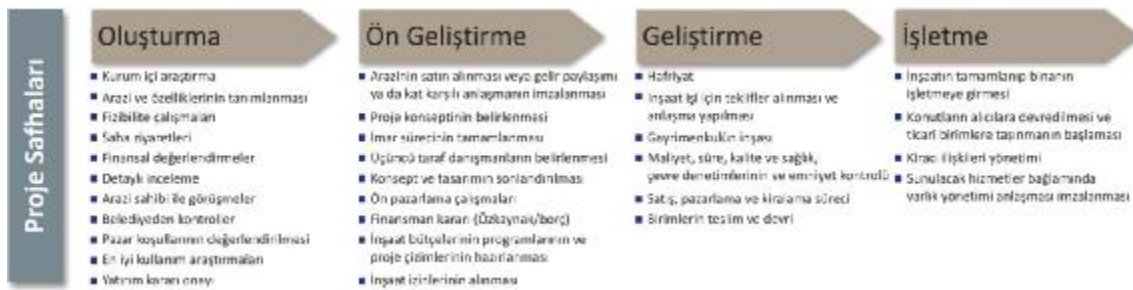 Proje Safhaları
Oluşturma
Kurum içi araştırma
Arazi ve özelliklerinin tanımlanması
Fizibilite çalışmaları
Saha ziyaretleri
Finansal değerlendirmeler
Detaylı inceleme
Arazi sahibi ile görüşmeler
Belediyeden kontroller
Pazar koşullarının değerlendirilmesi
En iyi kullanım araştırmaları
Yatırım kararı onayı
Ön Geliştirme
Arazinin satın alınması veya gelir paylaşımı
ya da kat karşılı anlaşmanın imzalanması
Proje konseptinin belirlenmesi
İmar sürecinin tamamlanması
Üçüncü taraf danışmanların belirlenmesi
Konsept ve tasarımın sonlandırılması
Ön pazarlama çalışmaları
Finansman kararı (Özkaynak/borç)
İnşaat bütçelerinin programlarının ve
proje çizimlerinin hazırlanması
İnşaat izinlerinin alınması
Geliştirme
Hafriyat
İnşaat işi için teklifler alınması ve
anlaşma yapılması
Gayrimenkulün inşası
Maliyet, süre, kalite ve sağlık,
çevre denetimlerinin ve emniyet kontrolü
Satış, pazarlama ve kiralama süreci
Birimlerin teslim ve devri
İşletme
İnşaatın tamamlanıp binanın
işletmeye girmesi
Konutların alıcılara devredilmesi ve
ticari birimlere taşınmanın başlaması
Kiracı ilişkileri yönetimi
Sunulacak hizmetler bağlamında
varlık yönetimi anlaşması imzalanması